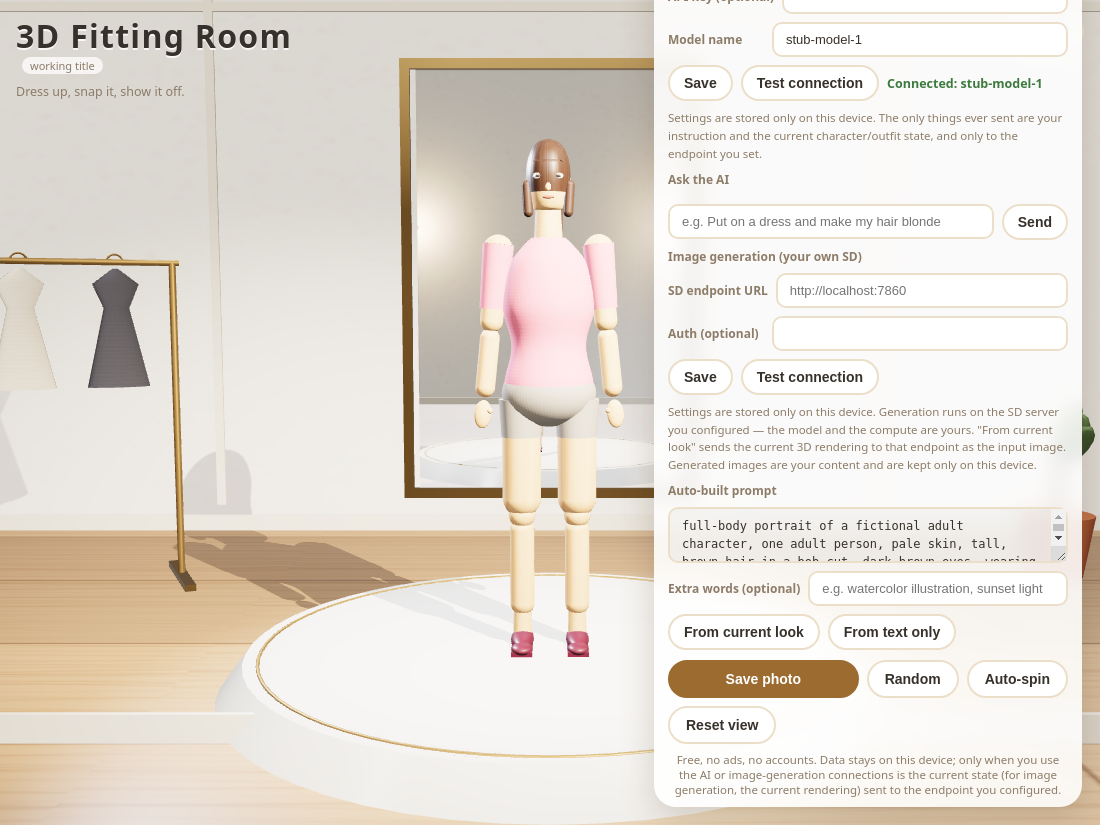 3D Fitting Room
working title
Dress up, snap it, show it off.
Model name
stub-model-1
Save
Test connection
Connected: stub-model-1
Settings are stored only on this device. The only things ever sent are your
instruction and the current character/outfit state, and only to the
endpoint you set.
Ask the AI
e.g. Put on a dress and make my hair blonde
Send
Image generation (your own SD)
SD endpoint URL
http://localhost:7860
Auth (optional)
Save
Test connection
Settings are stored only on this device. Generation runs on the SD server
you configured — the model and the compute are yours. "From current
look" sends the current 3D rendering to that endpoint as the input image.
Generated images are your content and are kept only on this device.
Auto-built prompt
full-body portrait of a fictional adult
character, one adult person, pale skin, tall,
brown hair in a bob cut, dark brown eyes, wearing
Extra words (optional)
e.g. watercolor illustration, sunset light
From current look
From text only
Save photo
Random
Auto-spin
Reset view
Free, no ads, no accounts. Data stays on this device; only when you use
the AI or image-generation connections is the current state (for image
generation, the current rendering) sent to the endpoint you configured.